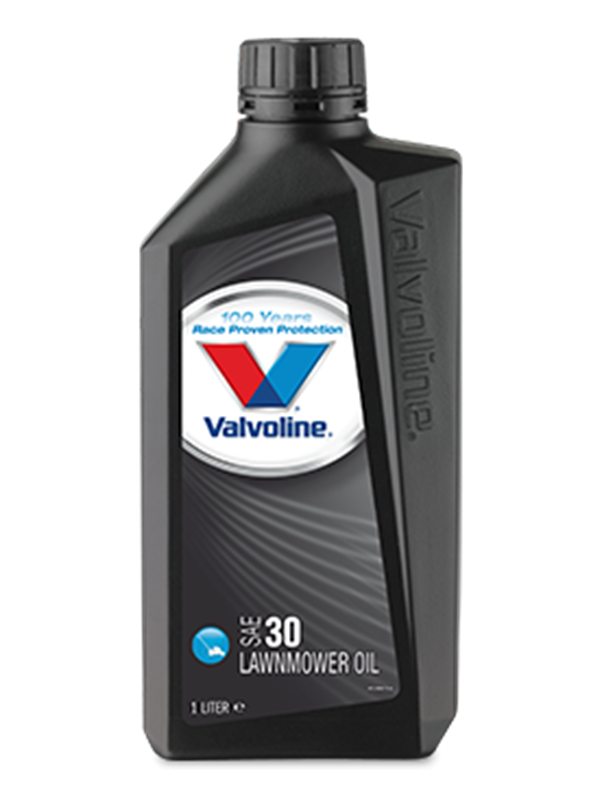 100 Years
Race Proven Protection
Valvoline®
Valvoline®
SAE 30
LAWNMOWER OIL
1 LITER ℮